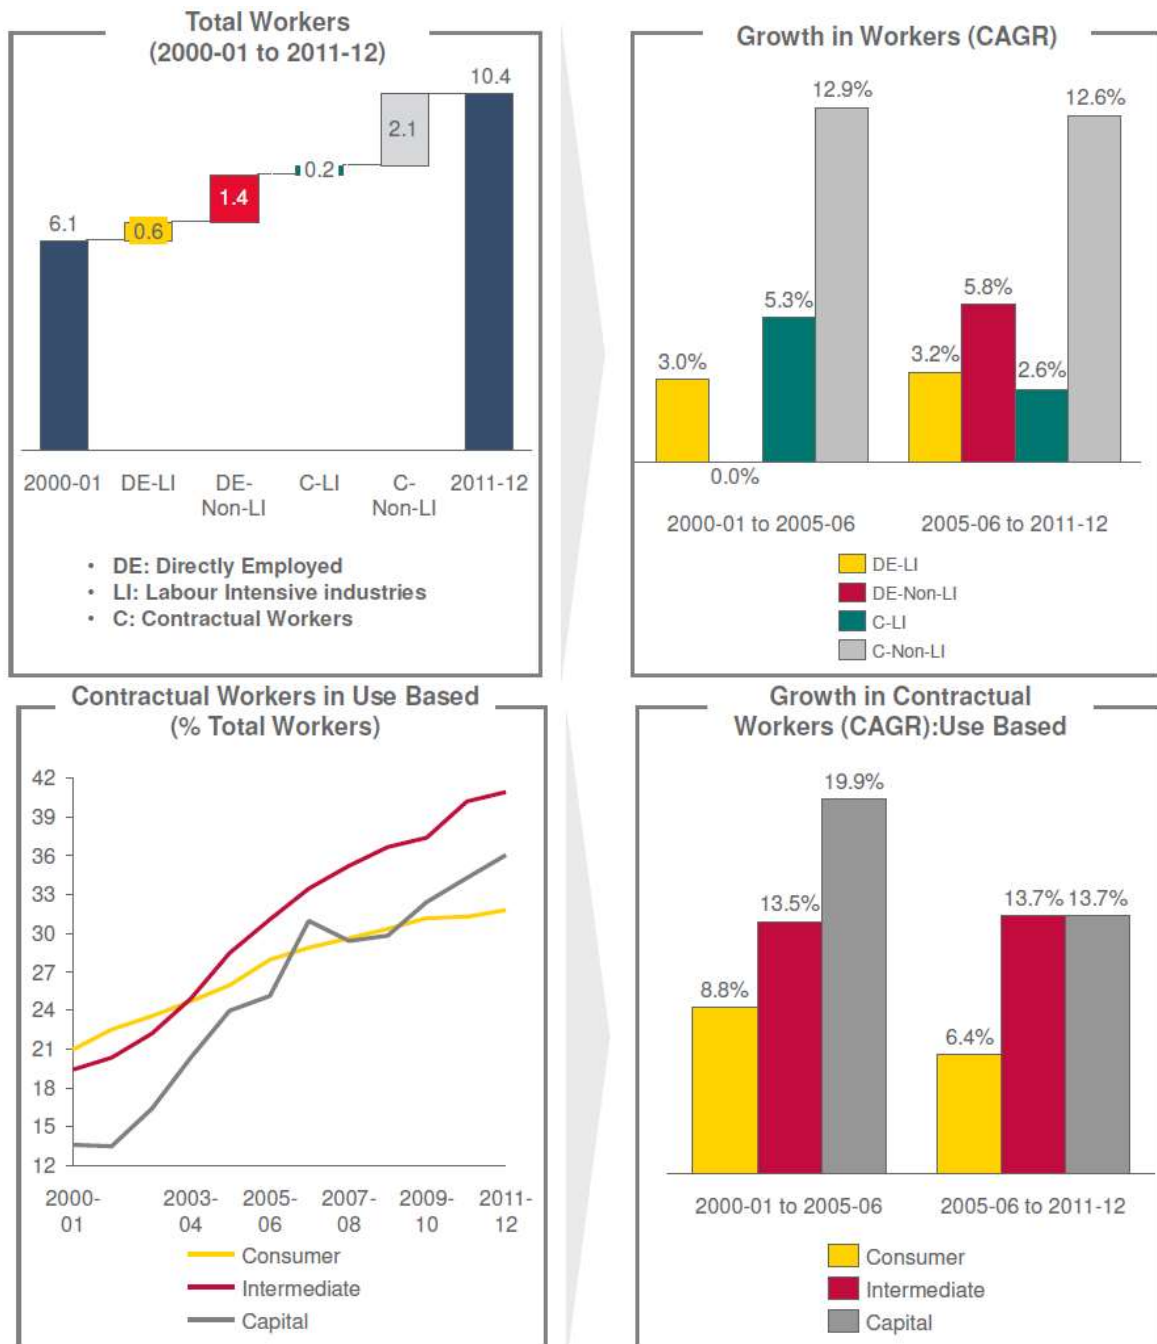 Total Workers
(2000-01 to 2011-12)
10.4
2.1
0.2
1.4
6.1
0.6
2000-01 DE-LI DE- C-LI C- 2011-12
Non-LI Non-LI
• DE: Directly Employed
• LI: Labour Intensive industries
• C: Contractual Workers
Growth in Workers (CAGR)
12.9% 12.6%
5.3% 5.8%
3.0% 3.2% 2.6%
0.0%
2000-01 to 2005-06 2005-06 to 2011-12
DE-LI
DE-Non-LI
C-LI
C-Non-LI
Contractual Workers in Use Based
(% Total Workers)
42
39
36
33
30
27
24
21
18
15
12
2000- 2003- 2005- 2007- 2009- 2011-
01 04 06 08 10 12
Consumer
Intermediate
Capital
Growth in Contractual
Workers (CAGR):Use Based
19.9%
13.5% 13.7% 13.7%
8.8%
6.4%
2000-01 to 2005-06 2005-06 to 2011-12
Consumer
Intermediate
Capital